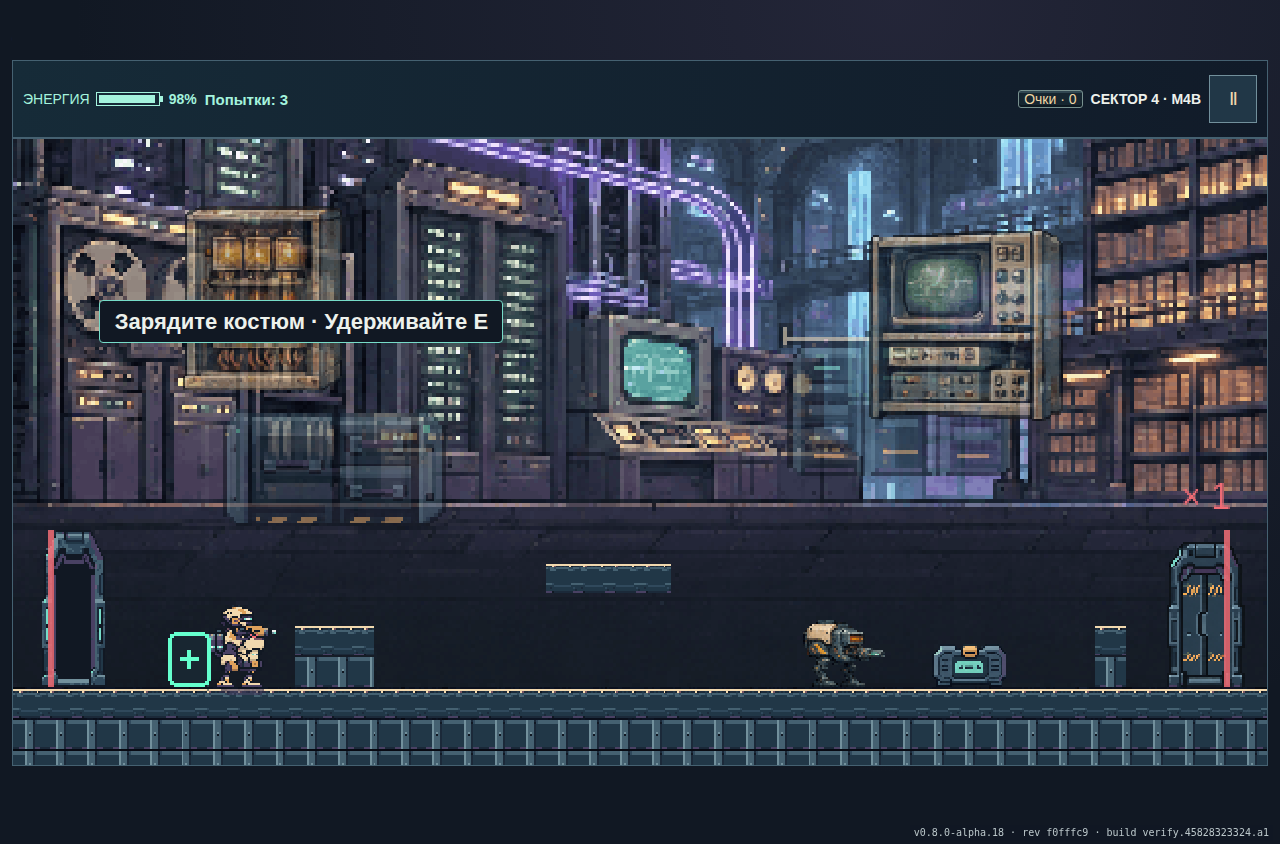 ЭНЕРГИЯ 98% Попытки: 3
Очки · 0 СЕКТОР 4 · M4B
Зарядите костюм · Удерживайте E
× 1
v0.8.0-alpha.18 · rev f0fffc9 · build verify.45828323324.a1